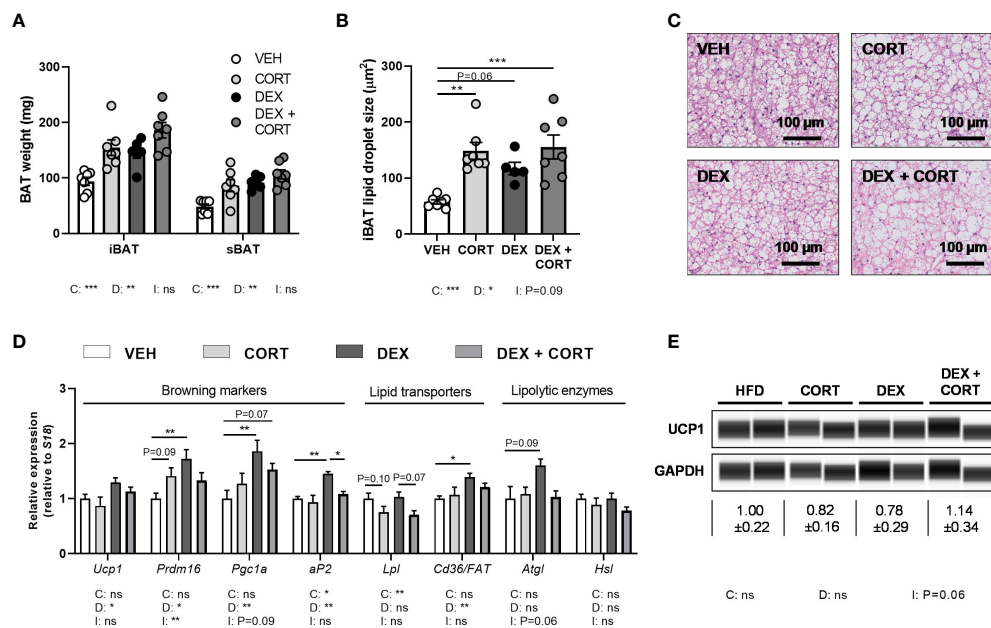 A
BAT weight (mg)
300
200
100
0
VEH
CORT
DEX
DEX +
CORT
iBAT
sBAT
C: *** D: ** I: ns C: *** D: ** I: ns
B
iBAT lipid droplet size (µm²)
300
200
100
0
***
P=0.06
**
VEH CORT DEX DEX +
CORT
C: *** D: * I: P=0.09
C
VEH
100 µm
CORT
100 µm
DEX
100 µm
DEX + CORT
100 µm
D
VEH CORT DEX DEX + CORT
Browning markers Lipid transporters Lipolytic enzymes
Relative expression
(relative to S18)
3
2
1
0
P=0.09
**
P=0.07
**
**
*
P=0.10
P=0.07
*
P=0.09
Ucp1 Prdm16 Pgc1a aP2 Lpl Cd36/FAT Atgl Hsl
C: ns C: ns C: ns C: * C: ** C: ns C: ns C: ns
D: * D: * D: ** D: ** D: ns D: ** D: ns D: ns
I: ns I: ** I: P=0.09 I: ns I: ns I: ns I: P=0.06 I: ns
E
HFD CORT DEX DEX +
CORT
UCP1
GAPDH
1.00 0.82 0.78 1.14
±0.22 ±0.16 ±0.29 ±0.34
C: ns D: ns I: P=0.06